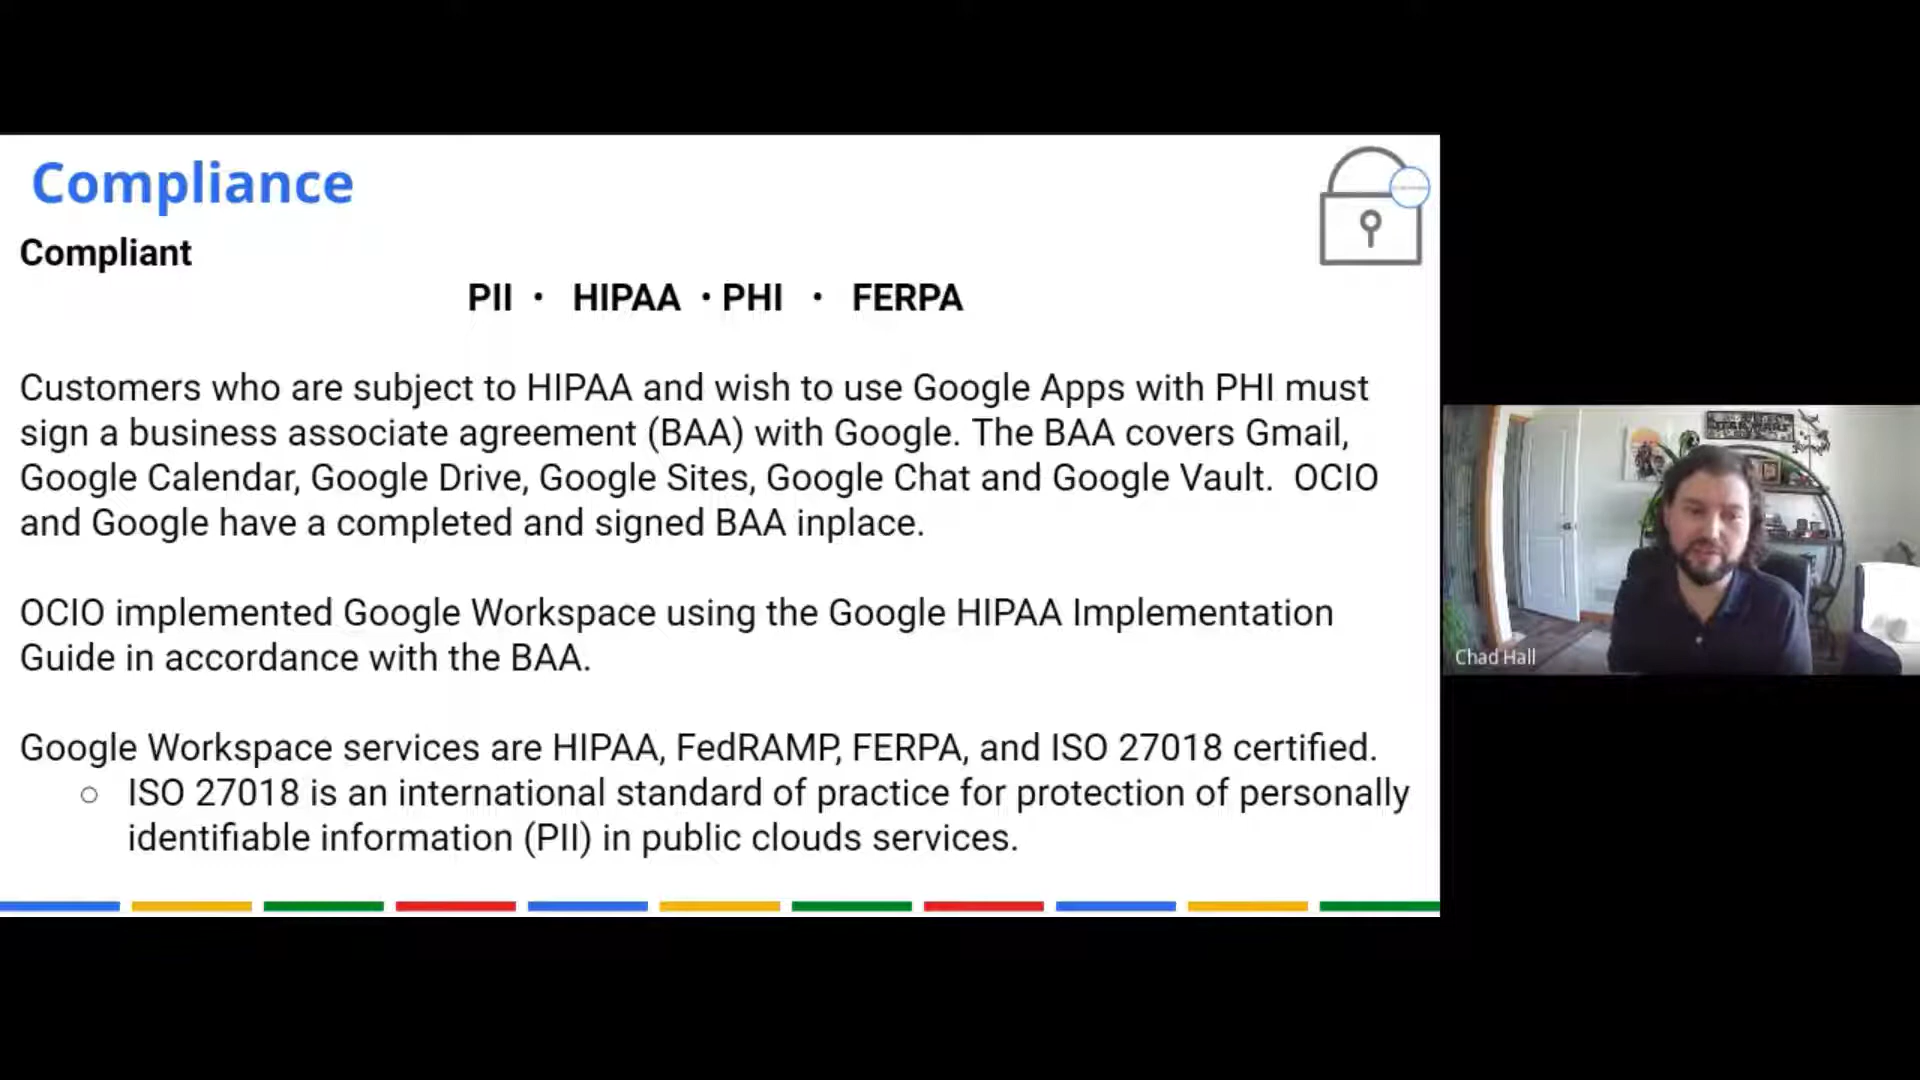 Compliance
Compliant
PII · HIPAA · PHI · FERPA
Customers who are subject to HIPAA and wish to use Google Apps with PHI must
sign a business associate agreement (BAA) with Google. The BAA covers Gmail,
Google Calendar, Google Drive, Google Sites, Google Chat and Google Vault. OCIO
and Google have a completed and signed BAA inplace.
OCIO implemented Google Workspace using the Google HIPAA Implementation
Guide in accordance with the BAA.
Google Workspace services are HIPAA, FedRAMP, FERPA, and ISO 27018 certified.
○ ISO 27018 is an international standard of practice for protection of personally
identifiable information (PII) in public clouds services.
Chad Hall